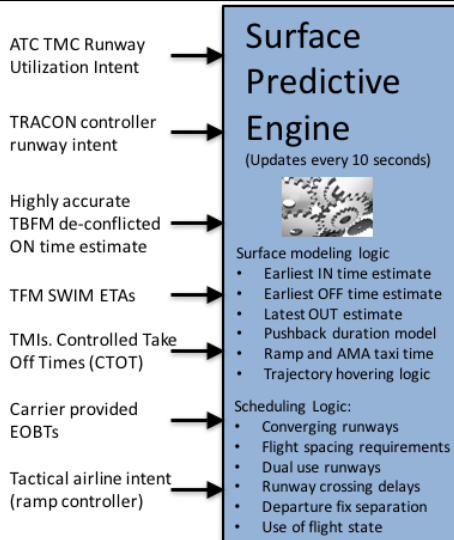 ATC TMC Runway
Utilization Intent
TRACON controller
runway intent
Highly accurate
TBFM de-conflicted
ON time estimate
TFM SWIM ETAs
TMIs. Controlled Take
Off Times (CTOT)
Carrier provided
EOBTs
Tactical airline intent
(ramp controller)
Surface
Predictive
Engine
(Updates every 10 seconds)
Surface modeling logic
• Earliest IN time estimate
• Earliest OFF time estimate
• Latest OUT estimate
• Pushback duration model
• Ramp and AMA taxi time
• Trajectory hovering logic
Scheduling Logic:
• Converging runways
• Flight spacing requirements
• Dual use runways
• Runway crossing delays
• Departure fix separation
• Use of flight state